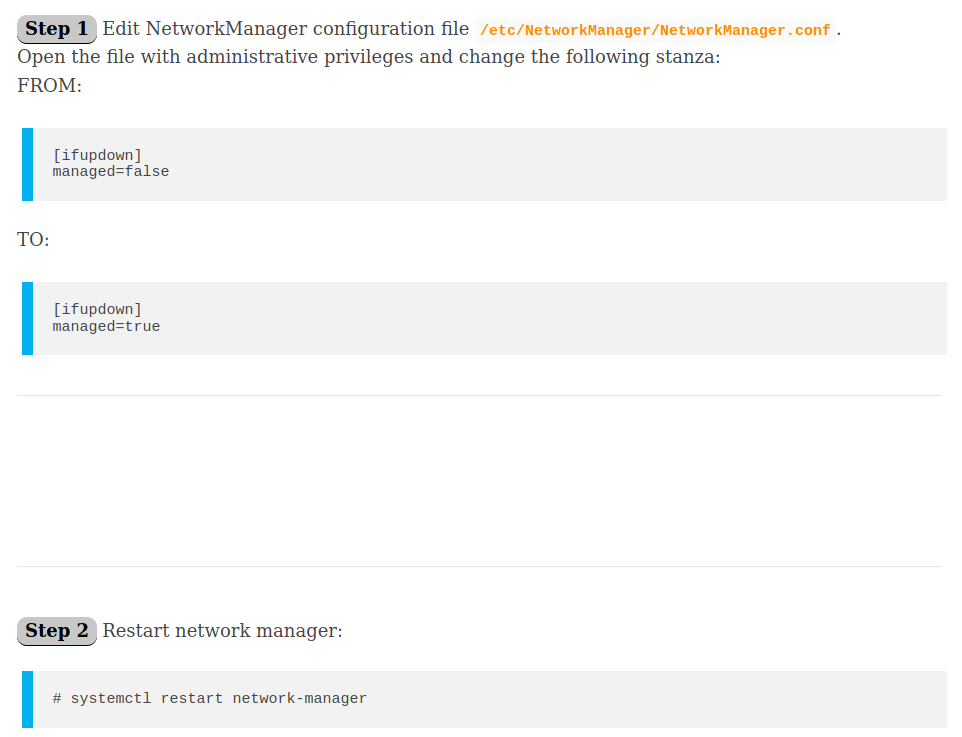 Step 1 Edit NetworkManager configuration file /etc/NetworkManager/NetworkManager.conf .
Open the file with administrative privileges and change the following stanza:
FROM:
[ifupdown]
managed=false
TO:
[ifupdown]
managed=true
Step 2 Restart network manager:
# systemctl restart network-manager